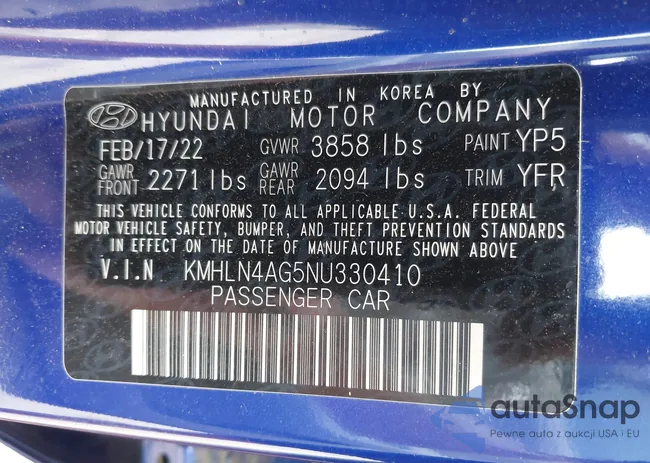 MANUFACTURED IN KOREA BY
HYUNDAI MOTOR COMPANY
FEB/17/22 GVWR 3858 lbs PAINT YP5
GAWR FRONT 2271 lbs GAWR REAR 2094 lbs TRIM YFR
THIS VEHICLE CONFORMS TO ALL APPLICABLE U.S.A. FEDERAL
MOTOR VEHICLE SAFETY, BUMPER, AND THEFT PREVENTION STANDARDS
IN EFFECT ON THE DATE OF MANUFACTURE SHOWN ABOVE
V.I.N KMHLN4AG5NU330410
PASSENGER CAR
autoSnap
Pewne auta z aukcji USA i EU